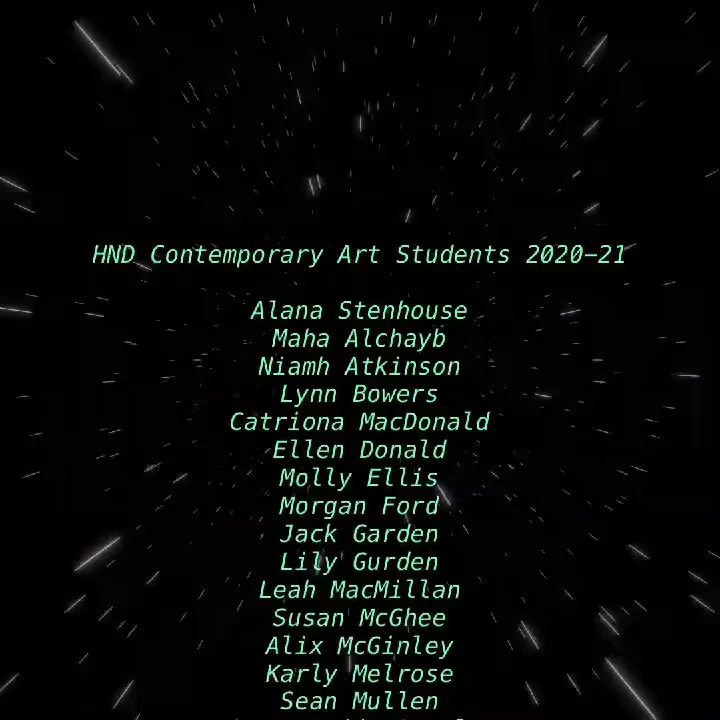 HND Contemporary Art Students 2020-21
Alana Stenhouse
Maha Alchayb
Niamh Atkinson
Lynn Bowers
Catriona MacDonald
Ellen Donald
Molly Ellis
Morgan Ford
Jack Garden
Lily Gurden
Leah MacMillan
Susan McGhee
Alix McGinley
Karly Melrose
Sean Mullen